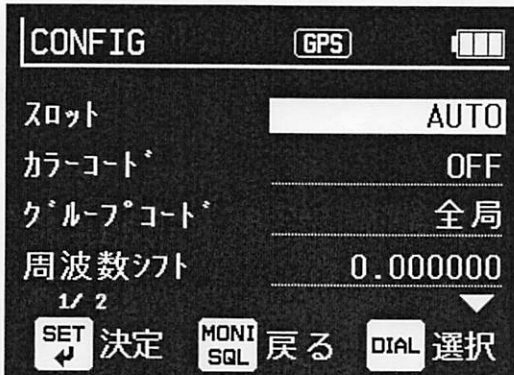 CONFIG GPS
スロット AUTO
カラーコード OFF
グループコード 全局
周波数シフト 0.000000
1/ 2
SET 決定 MONI SQL 戻る DIAL 選択